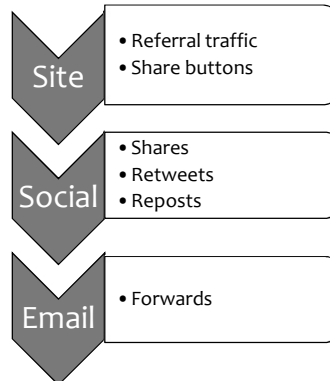 Site
• Referral traffic
• Share buttons
Social
• Shares
• Retweets
• Reposts
Email
• Forwards